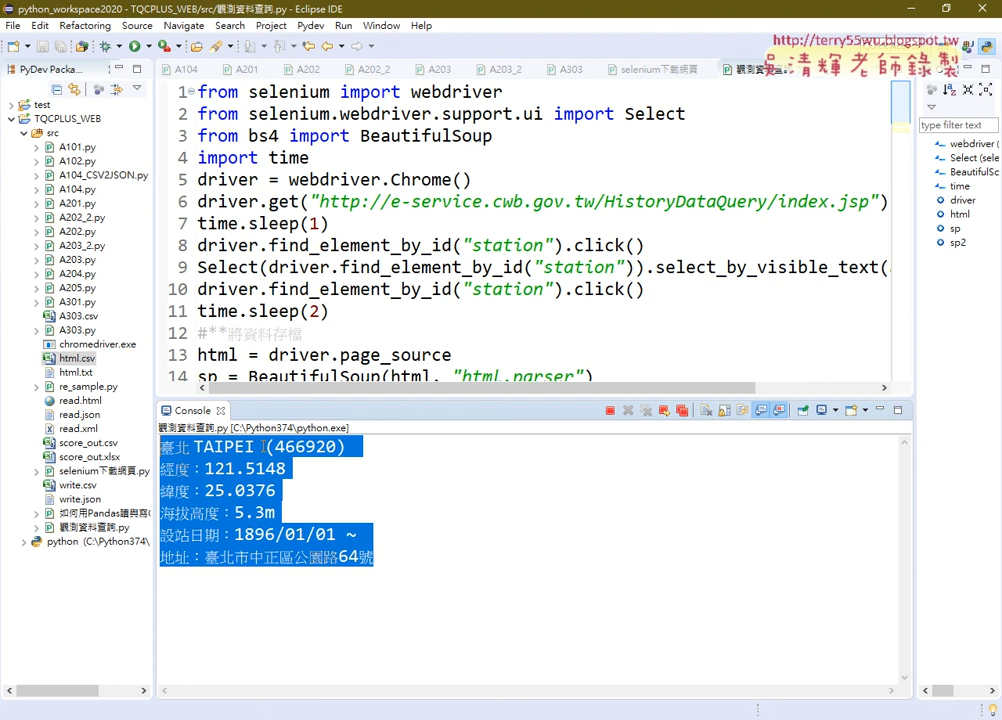 python_workspace2020 - TQCPLUS_WEB/src/觀測資料查詢.py - Eclipse IDE
File Edit Refactoring Source Navigate Search Project Pydev Run Window Help
http://terry55wu.blogspot.tw
吳清輝老師錄製
PyDev Packa...
A104 A201 A202 A202_2 A203 A203_2 A303 selenium下載網頁
test
TQCPLUS_WEB
src
A101.py
A102.py
A104_CSV2JSON.py
A104.py
A201.py
A202_2.py
A202.py
A203_2.py
A203.py
A204.py
A205.py
A301.py
A303.csv
A303.py
chromedriver.exe
html.csv
html.txt
re_sample.py
read.html
read.json
read.xml
score_out.csv
score_out.xlsx
selenium下載網頁.py
write.csv
write.json
如何用Pandas讀與寫
觀測資料查詢.py
python (C:\Python374\
1 from selenium import webdriver
2 from selenium.webdriver.support.ui import Select
3 from bs4 import BeautifulSoup
4 import time
5 driver = webdriver.Chrome()
6 driver.get("http://e-service.cwb.gov.tw/HistoryDataQuery/index.jsp")
7 time.sleep(1)
8 driver.find_element_by_id("station").click()
9 Select(driver.find_element_by_id("station")).select_by_visible_text(
10 driver.find_element_by_id("station").click()
11 time.sleep(2)
12 #**將資料存檔
13 html = driver.page_source
14 sp = BeautifulSoup(html, "html.parser")
type filter text
webdriver (
Select (sele
BeautifulSc
time
driver
html
sp
sp2
Console
觀測資料查詢.py [C:\Python374\python.exe]
臺北 TAIPEI (466920)
經度：121.5148
緯度：25.0376
海拔高度：5.3m
設站日期：1896/01/01 ~
地址：臺北市中正區公園路64號